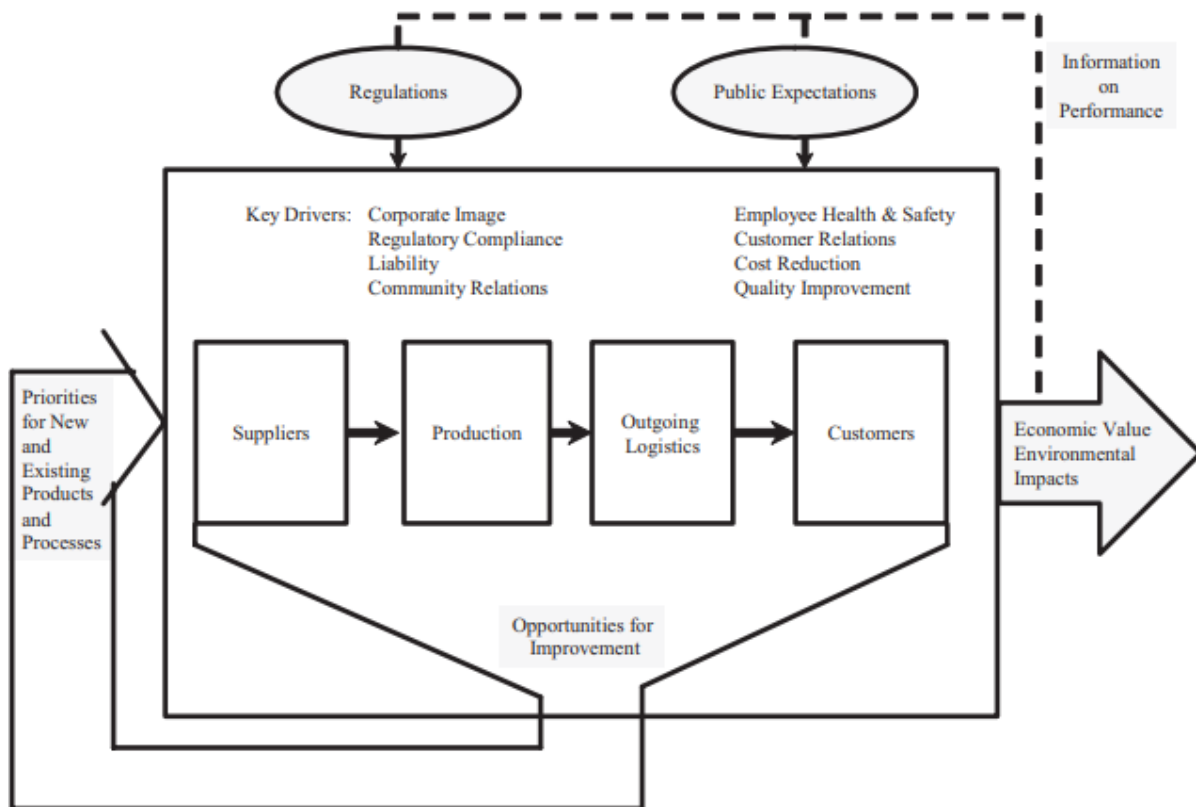 Regulations
Public Expectations
Information
on
Performance
Key Drivers:
Corporate Image
Regulatory Compliance
Liability
Community Relations
Employee Health & Safety
Customer Relations
Cost Reduction
Quality Improvement
Priorities
for New
and
Existing
Products
and
Processes
Suppliers
Production
Outgoing
Logistics
Customers
Economic Value
Environmental
Impacts
Opportunities for
Improvement